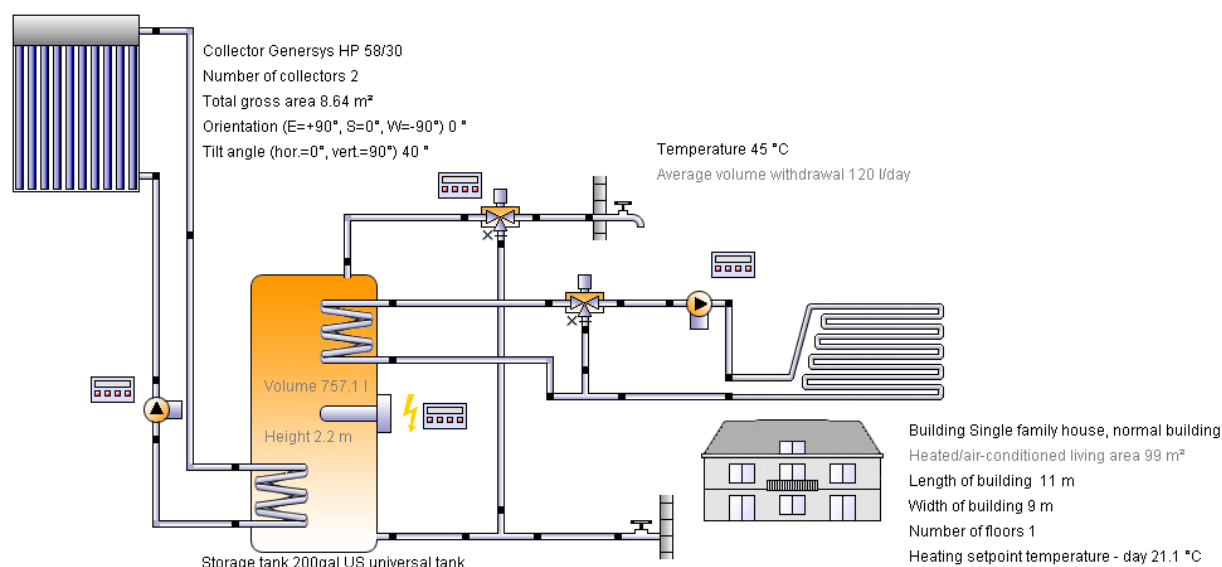 Collector Genersys HP 58/30
Number of collectors 2
Total gross area 8.64 m²
Orientation (E=+90°, S=0°, W=-90°) 0 °
Tilt angle (hor.=0°, vert.=90°) 40 °
Temperature 45 °C
Average volume withdrawal 120 l/day
Volume 757.1 l
Height 2.2 m
Storage tank 200gal US universal tank
Building Single family house, normal building
Heated/air-conditioned living area 99 m²
Length of building 11 m
Width of building 9 m
Number of floors 1
Heating setpoint temperature - day 21.1 °C